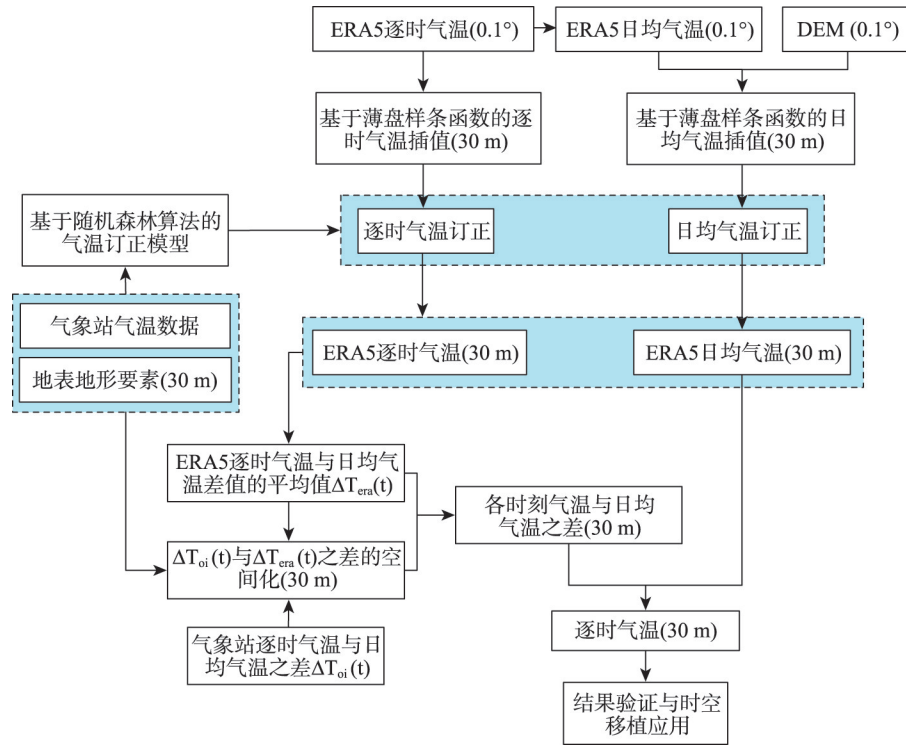 ERA5逐时气温(0.1°)
ERA5日均气温(0.1°)
DEM (0.1°)
基于薄盘样条函数的逐
时气温插值(30 m)
基于薄盘样条函数的日
均气温插值(30 m)
基于随机森林算法的
气温订正模型
逐时气温订正
日均气温订正
气象站气温数据
地表地形要素(30 m)
ERA5逐时气温(30 m)
ERA5日均气温(30 m)
ERA5逐时气温与日均气
温差值的平均值ΔTera(t)
各时刻气温与日均
气温之差(30 m)
ΔToi(t)与ΔTera(t)之差的空
间化(30 m)
气象站逐时气温与日
均气温之差ΔToi(t)
逐时气温(30 m)
结果验证与时空
移植应用